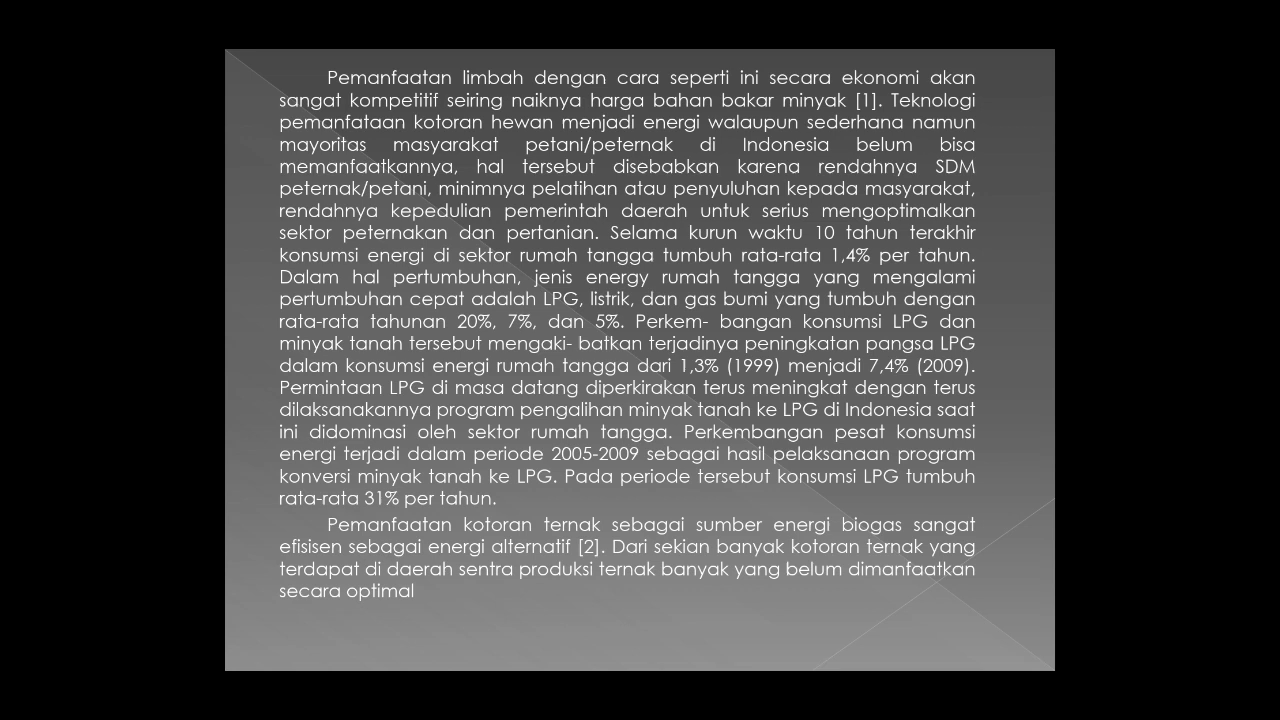 Pemanfaatan limbah dengan cara seperti ini secara ekonomi akan
sangat kompetitif seiring naiknya harga bahan bakar minyak [1]. Teknologi
pemanfataan kotoran hewan menjadi energi walaupun sederhana namun
mayoritas masyarakat petani/peternak di Indonesia belum bisa
memanfaatkannya, hal tersebut disebabkan karena rendahnya SDM
peternak/petani, minimnya pelatihan atau penyuluhan kepada masyarakat,
rendahnya kepedulian pemerintah daerah untuk serius mengoptimalkan
sektor peternakan dan pertanian. Selama kurun waktu 10 tahun terakhir
konsumsi energi di sektor rumah tangga tumbuh rata-rata 1,4% per tahun.
Dalam hal pertumbuhan, jenis energy rumah tangga yang mengalami
pertumbuhan cepat adalah LPG, listrik, dan gas bumi yang tumbuh dengan
rata-rata tahunan 20%, 7%, dan 5%. Perkem- bangan konsumsi LPG dan
minyak tanah tersebut mengaki- batkan terjadinya peningkatan pangsa LPG
dalam konsumsi energi rumah tangga dari 1,3% (1999) menjadi 7,4% (2009).
Permintaan LPG di masa datang diperkirakan terus meningkat dengan terus
dilaksanakannya program pengalihan minyak tanah ke LPG di Indonesia saat
ini didominasi oleh sektor rumah tangga. Perkembangan pesat konsumsi
energi terjadi dalam periode 2005-2009 sebagai hasil pelaksanaan program
konversi minyak tanah ke LPG. Pada periode tersebut konsumsi LPG tumbuh
rata-rata 31% per tahun.
Pemanfaatan kotoran ternak sebagai sumber energi biogas sangat
efisisen sebagai energi alternatif [2]. Dari sekian banyak kotoran ternak yang
terdapat di daerah sentra produksi ternak banyak yang belum dimanfaatkan
secara optimal